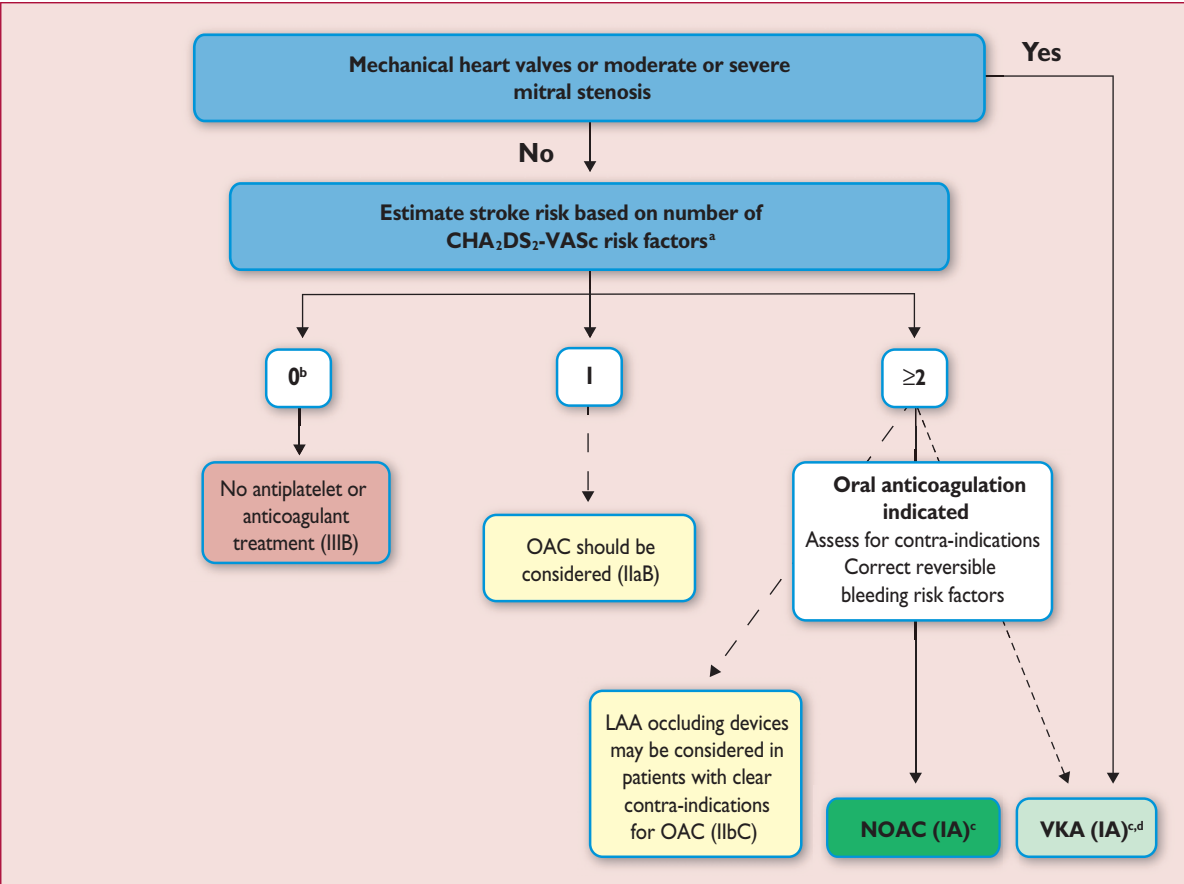 Mechanical heart valves or moderate or severe
mitral stenosis
Yes
No
Estimate stroke risk based on number of
CHA₂DS₂-VASc risk factorsᵃ
0ᵇ
1
≥2
No antiplatelet or
anticoagulant
treatment (IIIB)
OAC should be
considered (IIaB)
Oral anticoagulation
indicated
Assess for contra-indications
Correct reversible
bleeding risk factors
LAA occluding devices
may be considered in
patients with clear
contra-indications
for OAC (IIbC)
NOAC (IA)ᶜ
VKA (IA)ᶜ,ᵈ